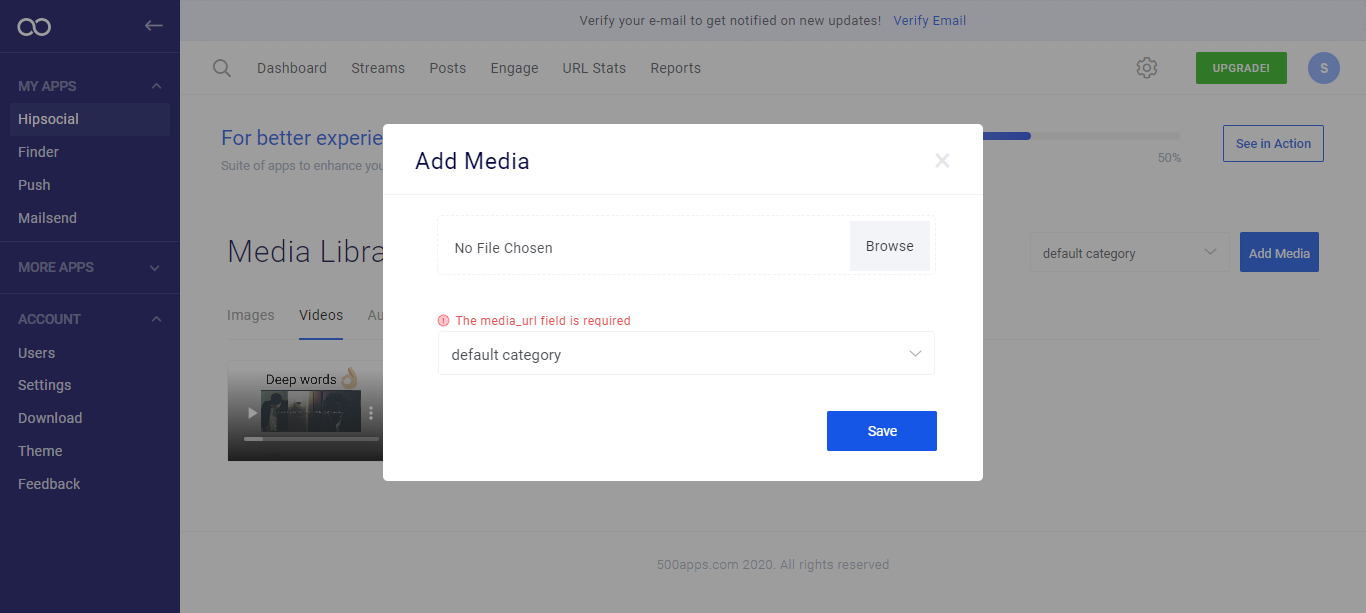 Verify your e-mail to get notified on new updates! Verify Email
MY APPS
Hipsocial
Finder
Push
Mailsend
MORE APPS
ACCOUNT
Users
Settings
Download
Theme
Feedback
Dashboard Streams Posts Engage URL Stats Reports
UPGRADE!
S
For better experie
Suite of apps to enhance you
50%
See in Action
Media Libra
default category
Add Media
Images Videos Au
Deep words
Add Media
No File Chosen
Browse
The media_url field is required
default category
Save
500apps.com 2020. All rights reserved